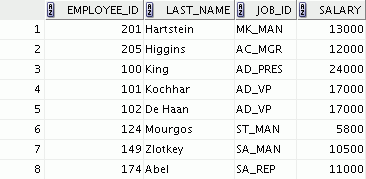 EMPLOYEE_ID LAST_NAME JOB_ID SALARY
1 201 Hartstein MK_MAN 13000
2 205 Higgins AC_MGR 12000
3 100 King AD_PRES 24000
4 101 Kochhar AD_VP 17000
5 102 De Haan AD_VP 17000
6 124 Mourgos ST_MAN 5800
7 149 Zlotkey SA_MAN 10500
8 174 Abel SA_REP 11000